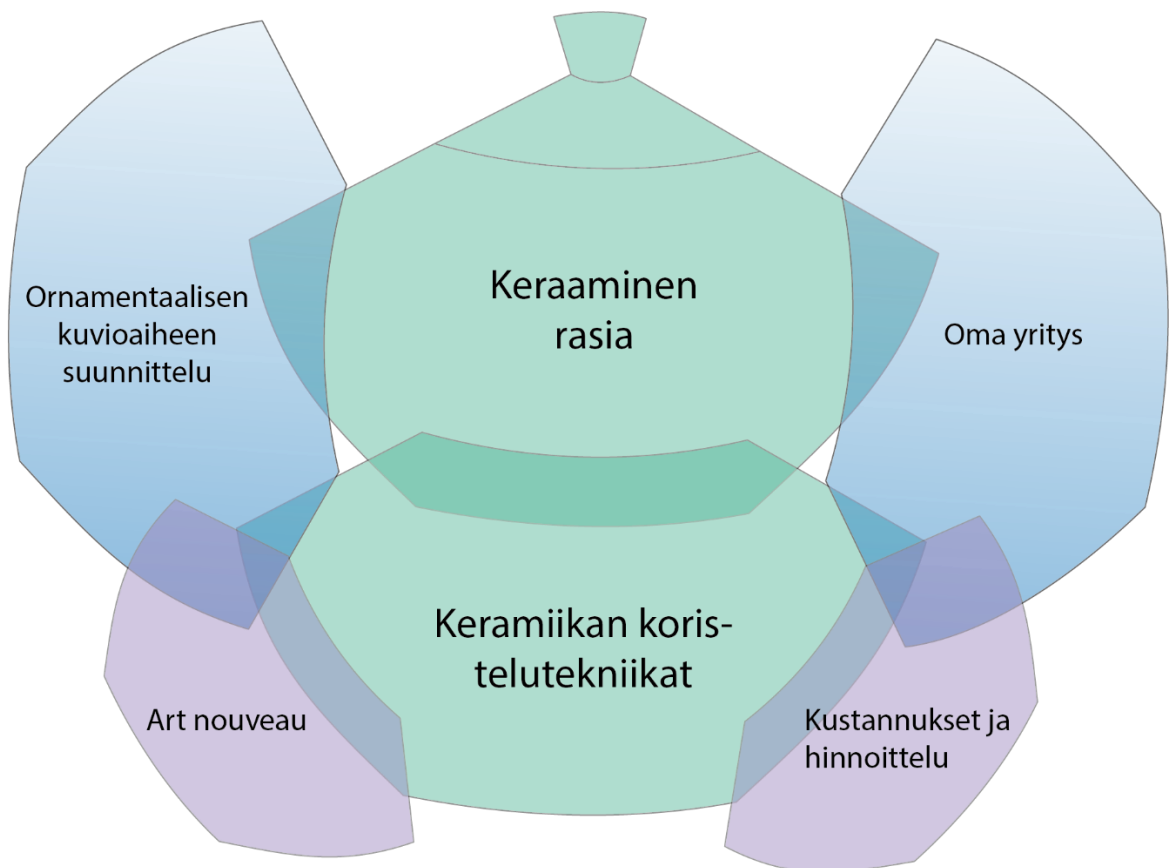 Keraaminen
rasia
Ornamentaalisen
kuvioaiheen
suunnittelu
Oma yritys
Keramiikan koris-
telutekniikat
Art nouveau
Kustannukset ja
hinnoittelu